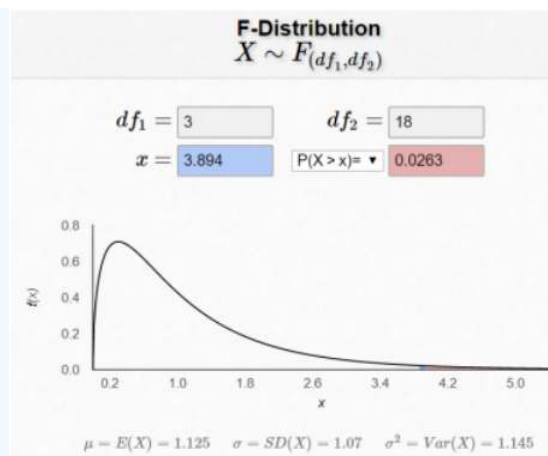 F-Distribution
X ∼ F(df₁,df₂)
df₁ = 3 df₂ = 18
x = 3.894 P(X > x)= ▾ 0.0263
0.8
0.6
0.4
0.2
0.0
f(x)
0.2 1.0 1.8 2.6 3.4 4.2 5.0
x
μ = E(X) = 1.125 σ = SD(X) = 1.07 σ² = Var(X) = 1.145